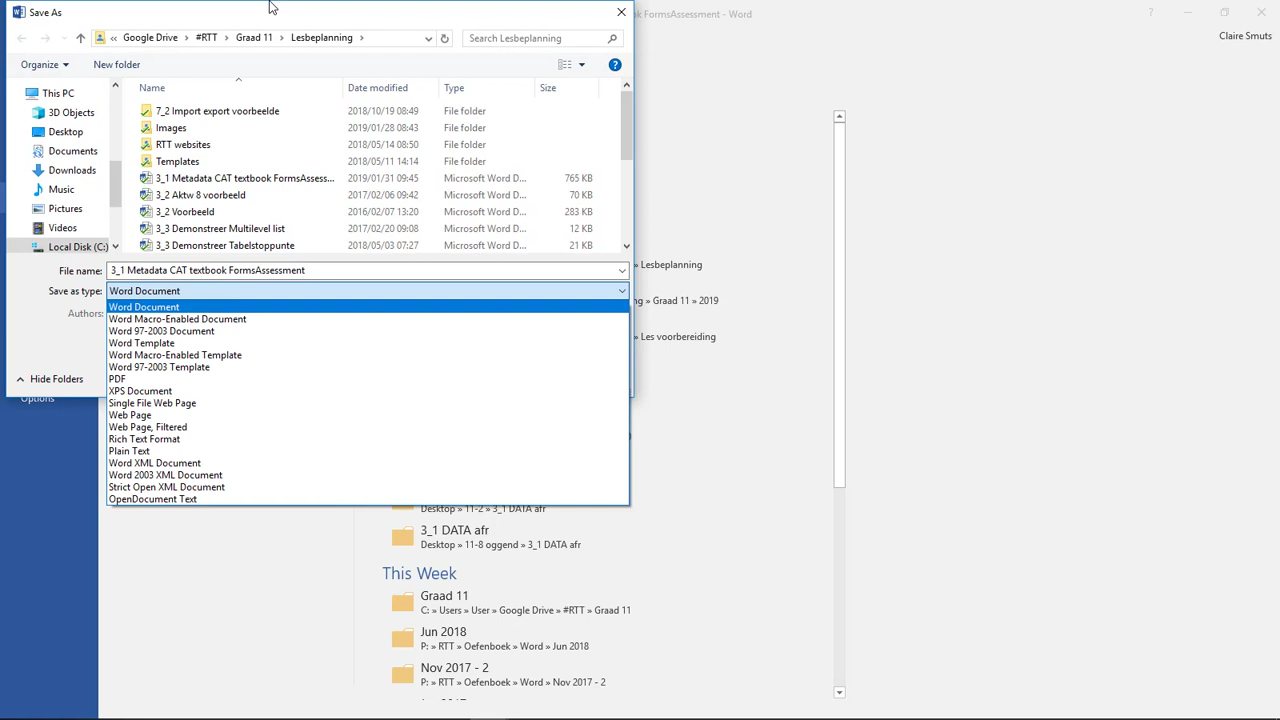 Save As
FormsAssessment - Word
?
Claire Smuts
« Google Drive › #RTT › Graad 11 › Lesbeplanning ›
Search Lesbeplanning
Organize
New folder
?
Name Date modified Type Size
7_2 Import export voorbeelde 2018/10/19 08:49 File folder
Images 2019/01/28 08:43 File folder
RTT websites 2018/05/14 08:50 File folder
Templates 2018/05/11 14:14 File folder
3_1 Metadata CAT textbook FormsAssess... 2019/01/31 09:45 Microsoft Word D... 765 KB
3_2 Aktw 8 voorbeeld 2017/02/06 09:42 Microsoft Word D... 70 KB
3_2 Voorbeeld 2016/02/07 13:20 Microsoft Word D... 283 KB
3_3 Demonstreer Multilevel list 2017/02/20 09:08 Microsoft Word D... 12 KB
3_3 Demonstreer Tabelstoppunte 2018/05/03 07:27 Microsoft Word D... 21 KB
This PC
3D Objects
Desktop
Documents
Downloads
Music
Pictures
Videos
Local Disk (C:)
File name: 3_1 Metadata CAT textbook FormsAssessment
Save as type: Word Document
Authors:
Hide Folders
Word Document
Word Macro-Enabled Document
Word 97-2003 Document
Word Template
Word Macro-Enabled Template
Word 97-2003 Template
PDF
XPS Document
Single File Web Page
Web Page
Web Page, Filtered
Rich Text Format
Plain Text
Word XML Document
Word 2003 XML Document
Strict Open XML Document
OpenDocument Text
Options
» Lesbeplanning
» Graad 11 » 2019
» Les voorbereiding
Desktop » 11-2 » 3_1 DATA afr
3_1 DATA afr
Desktop » 11-8 oggend » 3_1 DATA afr
This Week
Graad 11
C: » Users » User » Google Drive » #RTT » Graad 11
Jun 2018
P: » RTT » Oefenboek » Word » Jun 2018
Nov 2017 - 2
P: » RTT » Oefenboek » Word » Nov 2017 - 2